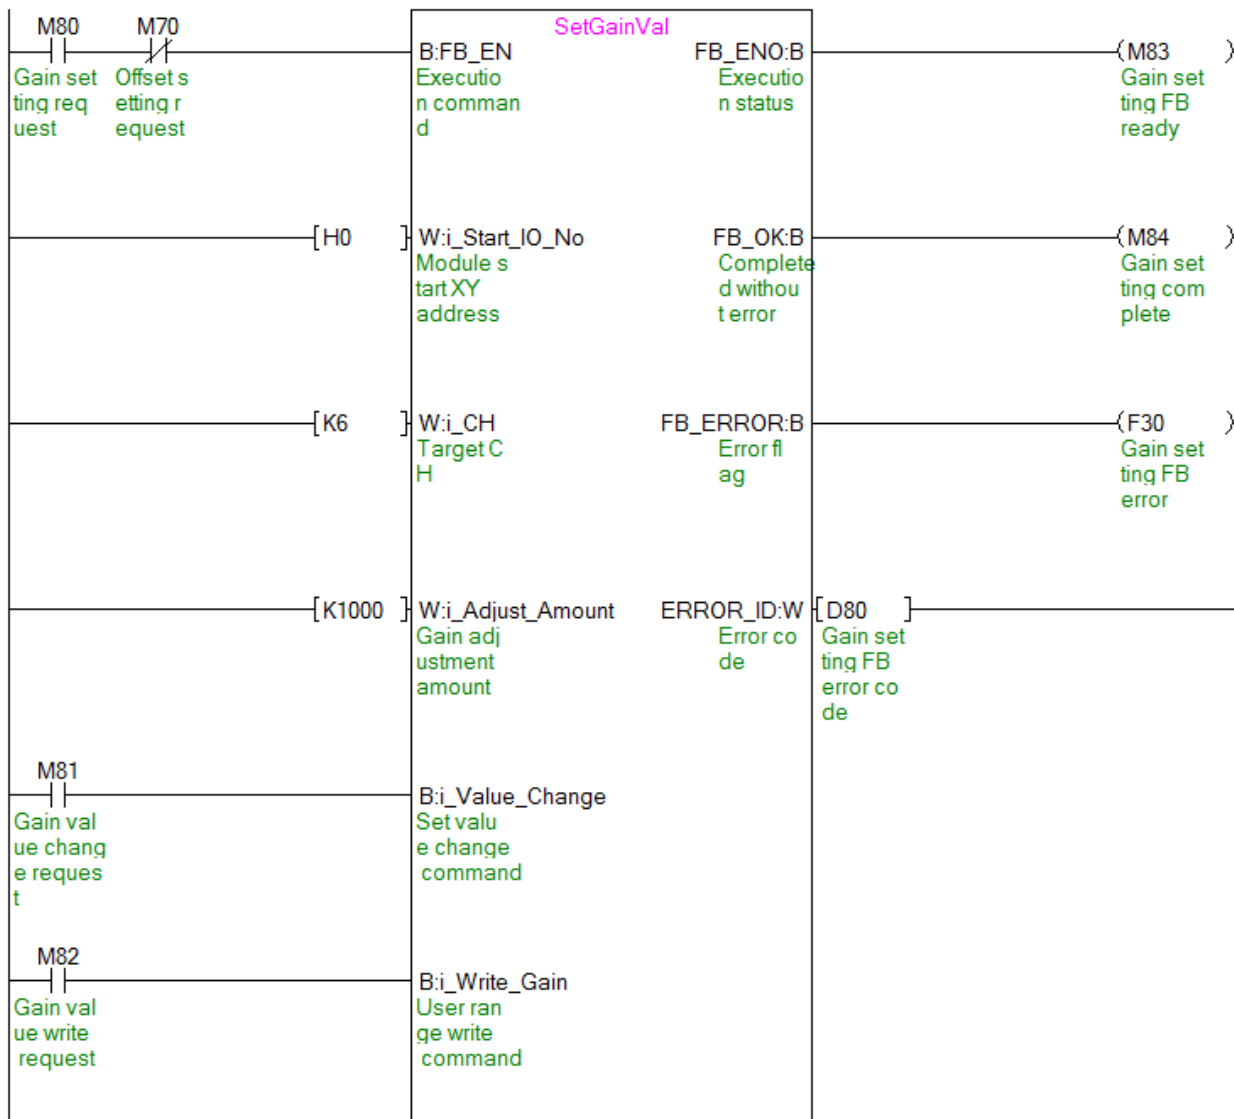 SetGainVal
M80 M70
B:FB_EN FB_ENO:B (M83 )
Gain set Offset s Executio Executio Gain set
ting req etting r n comman n status ting FB
uest equest d ready
[H0 ] W:i_Start_IO_No FB_OK:B (M84 )
Module s Complete Gain set
tart XY d withou ting com
address t error plete
[K6 ] W:i_CH FB_ERROR:B (F30 )
Target C Error fl Gain set
H ag ting FB
error
[K1000 ] W:i_Adjust_Amount ERROR_ID:W [D80 ]
Gain adj Error co Gain set
ustment de ting FB
amount error co
de
M81
B:i_Value_Change
Gain val Set valu
ue chang e change
e reques command
t
M82
B:i_Write_Gain
Gain val User ran
ue write ge write
request command